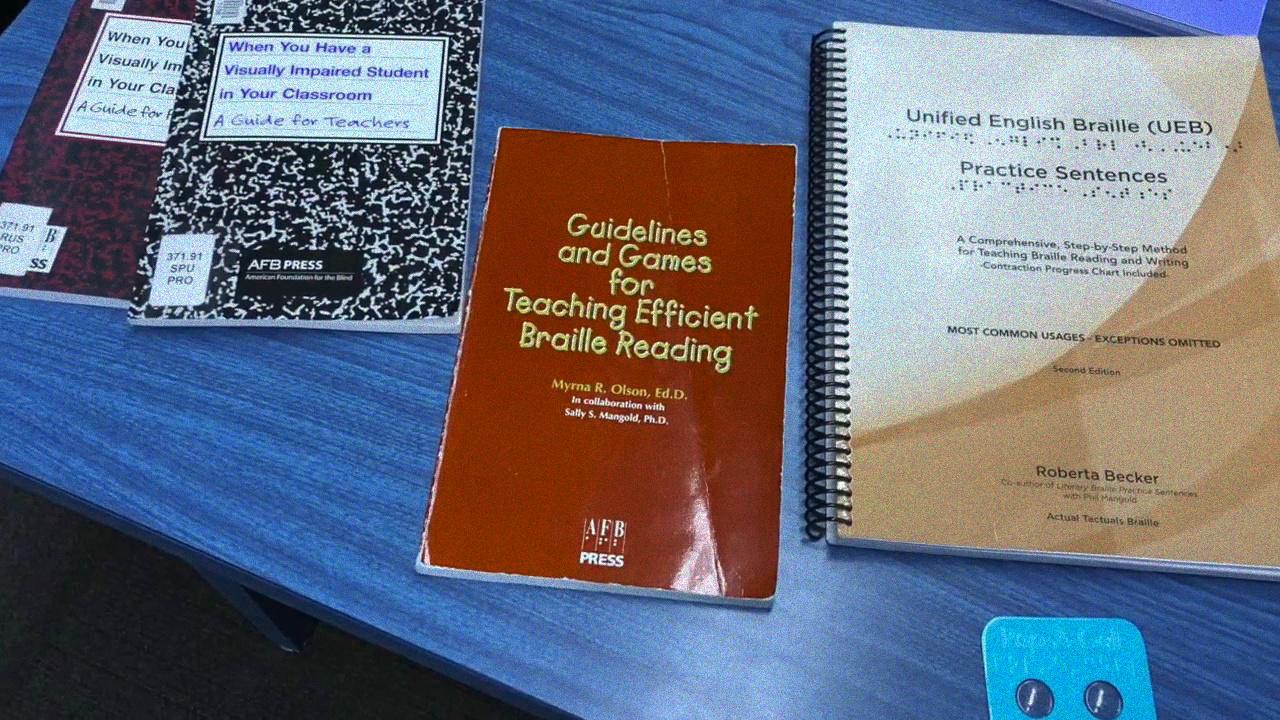 When You
Visually Im
in Your Cla
A Guide for
371.91
RUS
PRO
B
SS
When You Have a
Visually Impaired Student
in Your Classroom
A Guide for Teachers
371.91
SPU
PRO
AFB PRESS
American Foundation for the Blind
Guidelines
and Games
for
Teaching Efficient
Braille Reading
Myrna R. Olson, Ed.D.
In collaboration with
Sally S. Mangold, Ph.D.
AFB
PRESS
Unified English Braille (UEB)
Practice Sentences
A Comprehensive, Step-by-Step Method
for Teaching Braille Reading and Writing
Contraction Progress Chart Included
MOST COMMON USAGES - EXCEPTIONS OMITTED
Second Edition
Roberta Becker
Co-author of Literary Braille Practice Sentences
with Phil Mangold
Actual Tactuals Braille